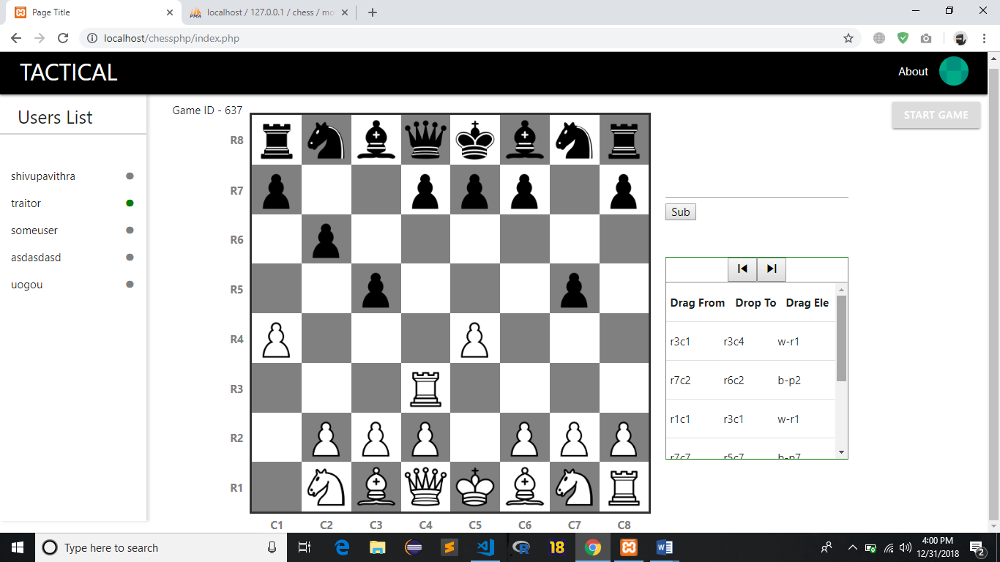 Page Title
localhost / 127.0.0.1 / chess / mo
localhost/chessphp/index.php
TACTICAL
About
Users List
Game ID - 637
START GAME
shivupavithra
traitor
someuser
asdasdasd
uogou
R8
R7
R6
R5
R4
R3
R2
R1
C1 C2 C3 C4 C5 C6 C7 C8
Sub
Drag From Drop To Drag Ele
r3c1 r3c4 w-r1
r7c2 r6c2 b-p2
r1c1 r3c1 w-r1
r7c7 r5c7 b-p7
Type here to search
18
4:00 PM
12/31/2018
2